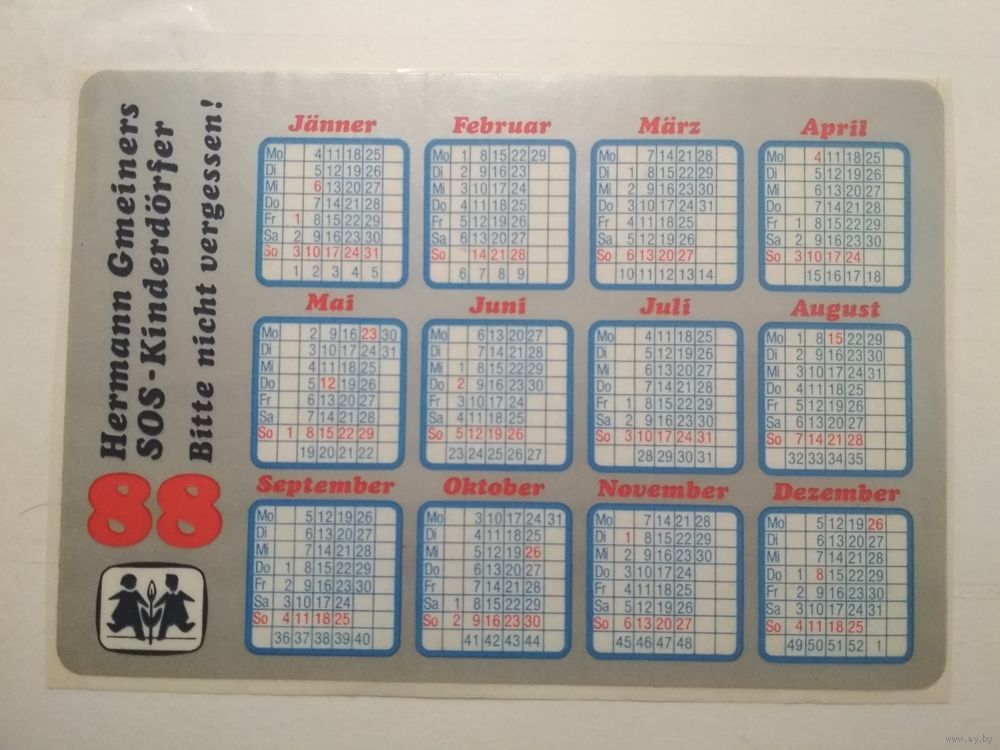 Hermann Gmeiners
SOS-Kinderdörfer
Bitte nicht vergessen!
88
Jänner
Mo 4 11 18 25
Di 5 12 19 26
Mi 6 13 20 27
Do 7 14 21 28
Fr 1 8 15 22 29
Sa 2 9 16 23 30
So 3 10 17 24 31
1 2 3 4 5
Februar
Mo 1 8 15 22 29
Di 2 9 16 23
Mi 3 10 17 24
Do 4 11 18 25
Fr 5 12 19 26
Sa 6 13 20 27
So 14 21 28
6 7 8 9
März
Mo 7 14 21 28
Di 1 8 15 22 29
Mi 2 9 16 23 30
Do 3 10 17 24 31
Fr 4 11 18 25
Sa 5 12 19 26
So 6 13 20 27
10 11 12 13 14
April
Mo 4 11 18 25
Di 5 12 19 26
Mi 6 13 20 27
Do 7 14 21 28
Fr 1 8 15 22 29
Sa 2 9 16 23 30
So 3 10 17 24
15 16 17 18
Mai
Mo 2 9 16 23 30
Di 3 10 17 24 31
Mi 4 11 18 25
Do 5 12 19 26
Fr 6 13 20 27
Sa 7 14 21 28
So 1 8 15 22 29
19 20 21 22
Juni
Mo 6 13 20 27
Di 7 14 21 28
Mi 1 8 15 22 29
Do 2 9 16 23 30
Fr 3 10 17 24
Sa 4 11 18 25
So 5 12 19 26
23 24 25 26 27
Juli
Mo 4 11 18 25
Di 5 12 19 26
Mi 6 13 20 27
Do 7 14 21 28
Fr 1 8 15 22 29
Sa 2 9 16 23 30
So 3 10 17 24 31
28 29 30 31
August
Mo 1 8 15 22 29
Di 2 9 16 23 30
Mi 3 10 17 24 31
Do 4 11 18 25
Fr 5 12 19 26
Sa 6 13 20 27
So 7 14 21 28
32 33 34 35
September
Mo 5 12 19 26
Di 6 13 20 27
Mi 7 14 21 28
Do 1 8 15 22 29
Fr 2 9 16 23 30
Sa 3 10 17 24
So 4 11 18 25
36 37 38 39 40
Oktober
Mo 3 10 17 24 31
Di 4 11 18 25
Mi 5 12 19 26
Do 6 13 20 27
Fr 7 14 21 28
Sa 1 8 15 22 29
So 2 9 16 23 30
41 42 43 44
November
Mo 7 14 21 28
Di 1 8 15 22 29
Mi 2 9 16 23 30
Do 3 10 17 24
Fr 4 11 18 25
Sa 5 12 19 26
So 6 13 20 27
45 46 47 48
Dezember
Mo 5 12 19 26
Di 6 13 20 27
Mi 7 14 21 28
Do 1 8 15 22 29
Fr 2 9 16 23 30
Sa 3 10 17 24 31
So 4 11 18 25
49 50 51 52 1
www.ay.by